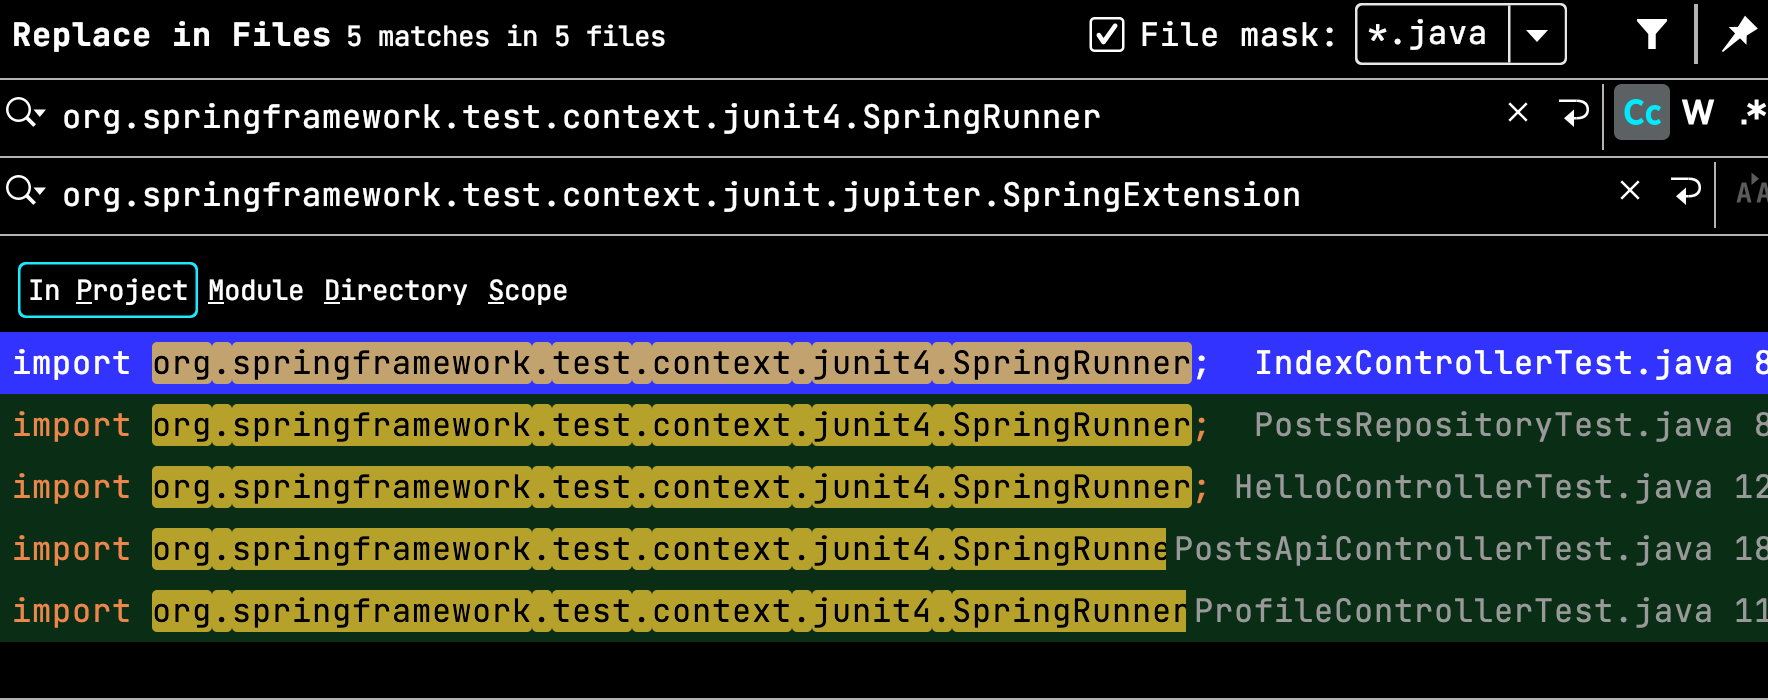 Replace in Files 5 matches in 5 files File mask: *.java
org.springframework.test.context.junit4.SpringRunner Cc W .*
org.springframework.test.context.junit.jupiter.SpringExtension
In Project Module Directory Scope
import org.springframework.test.context.junit4.SpringRunner; IndexControllerTest.java 8
import org.springframework.test.context.junit4.SpringRunner; PostsRepositoryTest.java 8
import org.springframework.test.context.junit4.SpringRunner; HelloControllerTest.java 12
import org.springframework.test.context.junit4.SpringRunne PostsApiControllerTest.java 18
import org.springframework.test.context.junit4.SpringRunner ProfileControllerTest.java 11